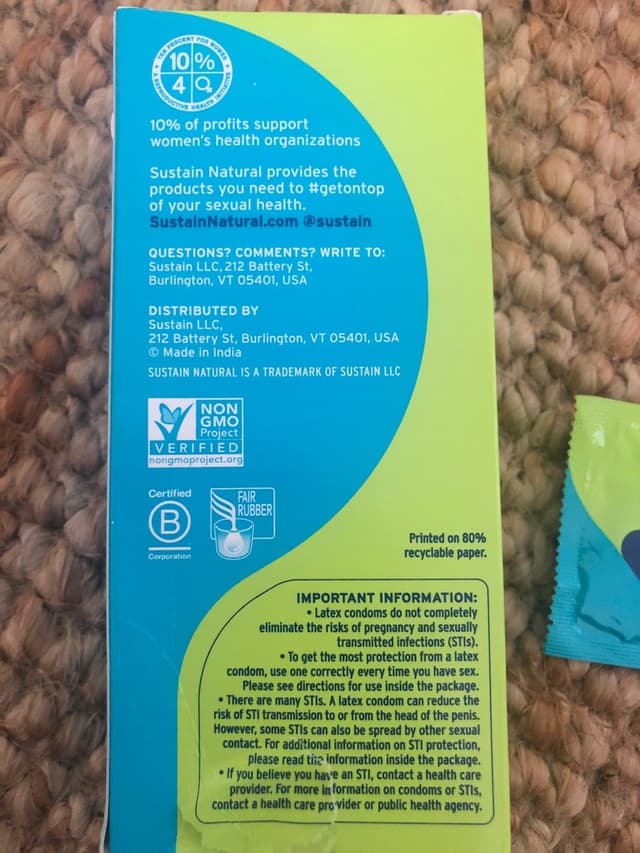 TEN PERCENT FOR WOMEN
10%
4
A REPRODUCTIVE HEALTH INITIATIVE
10% of profits support
women's health organizations
Sustain Natural provides the
products you need to #getontop
of your sexual health.
SustainNatural.com @sustain
QUESTIONS? COMMENTS? WRITE TO:
Sustain LLC, 212 Battery St,
Burlington, VT 05401, USA
DISTRIBUTED BY
Sustain LLC,
212 Battery St, Burlington, VT 05401, USA
© Made in India
SUSTAIN NATURAL IS A TRADEMARK OF SUSTAIN LLC
NON
GMO
Project
VERIFIED
nongmoproject.org
Certified
B
Corporation
FAIR
RUBBER
Printed on 80%
recyclable paper.
IMPORTANT INFORMATION:
• Latex condoms do not completely
eliminate the risks of pregnancy and sexually
transmitted infections (STIs).
• To get the most protection from a latex
condom, use one correctly every time you have sex.
Please see directions for use inside the package.
• There are many STIs. A latex condom can reduce the
risk of STI transmission to or from the head of the penis.
However, some STIs can also be spread by other sexual
contact. For additional information on STI protection,
please read the information inside the package.
• If you believe you have an STI, contact a health care
provider. For more information on condoms or STIs,
contact a health care provider or public health agency.